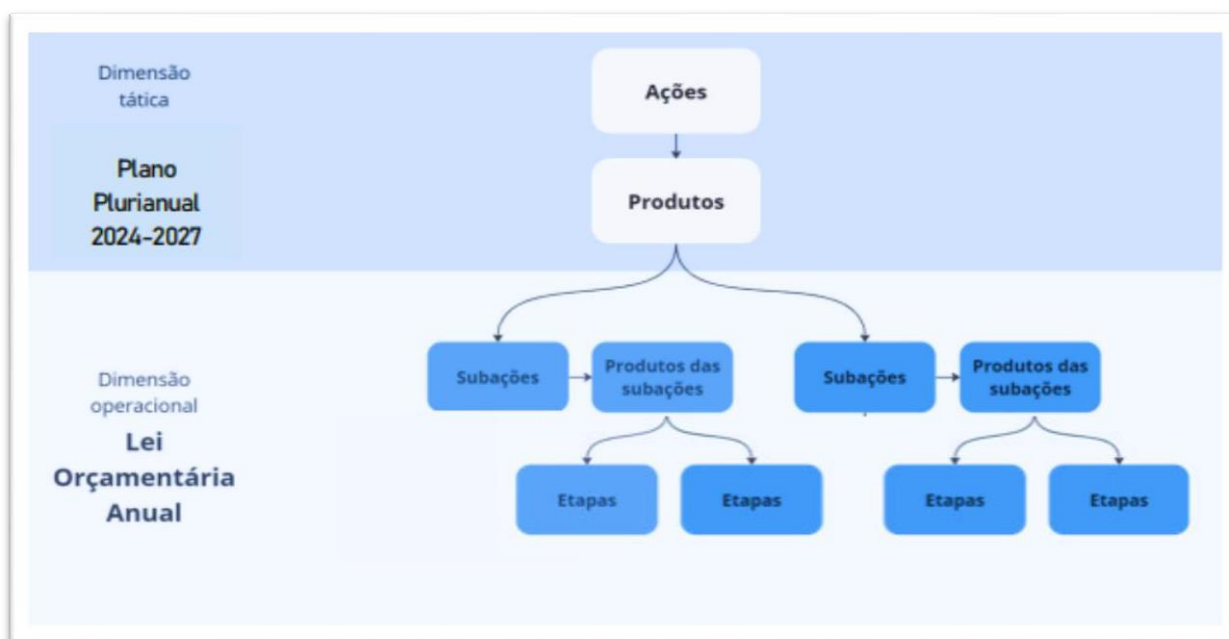 Dimensão
tática
Plano
Plurianual
2024-2027
Ações
Produtos
Dimensão
operacional
Lei
Orçamentária
Anual
Subações
Produtos das
subações
Subações
Produtos das
subações
Etapas
Etapas
Etapas
Etapas